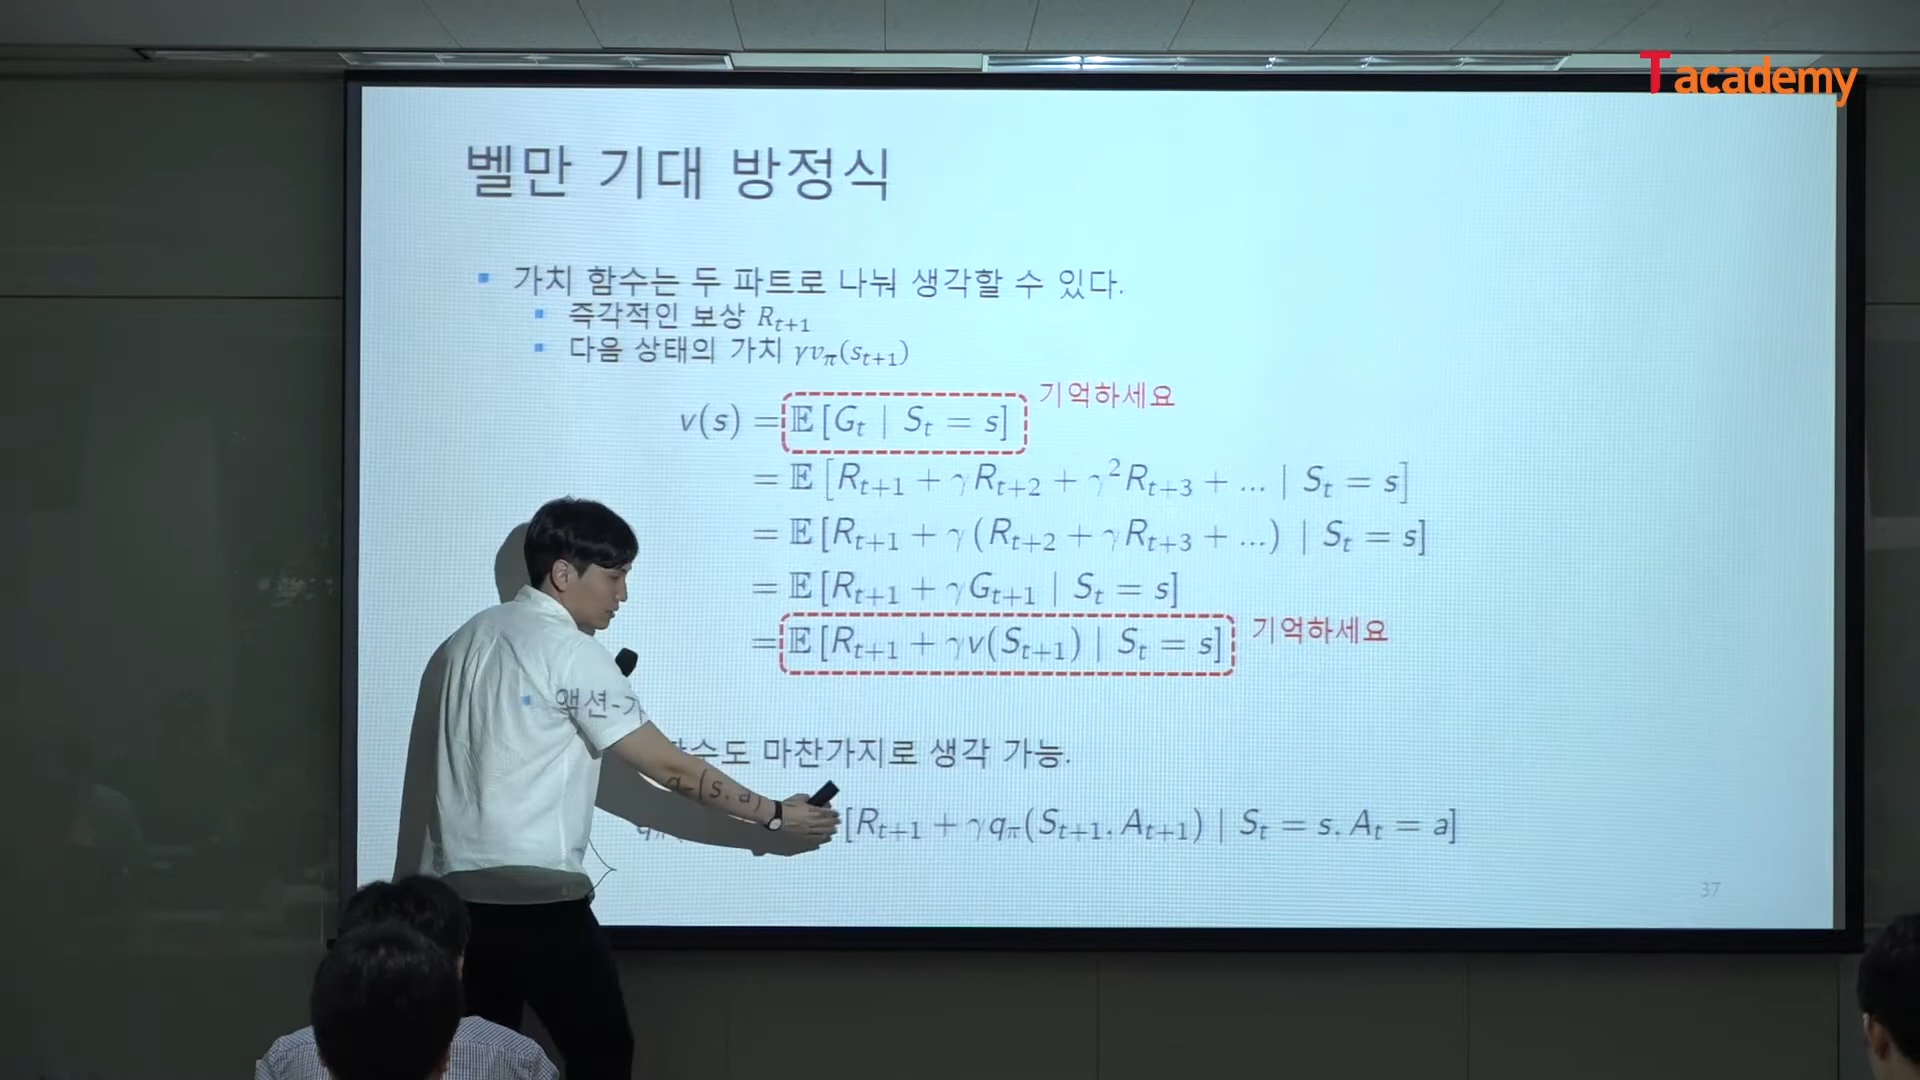 T academy
벨만 기대 방정식
가치 함수는 두 파트로 나눠 생각할 수 있다.
즉각적인 보상 R_{t+1}
다음 상태의 가치 γv_π(s_{t+1})
기억하세요
v(s) = 𝔼[G_t | S_t = s]
= 𝔼[R_{t+1} + γR_{t+2} + γ²R_{t+3} + ... | S_t = s]
= 𝔼[R_{t+1} + γ(R_{t+2} + γR_{t+3} + ...) | S_t = s]
= 𝔼[R_{t+1} + γG_{t+1} | S_t = s]
= 𝔼[R_{t+1} + γv(S_{t+1}) | S_t = s] 기억하세요
액션-가
수도 마찬가지로 생각 가능.
(s, a)
[R_{t+1} + γq_π(S_{t+1}, A_{t+1}) | S_t = s, A_t = a]
37